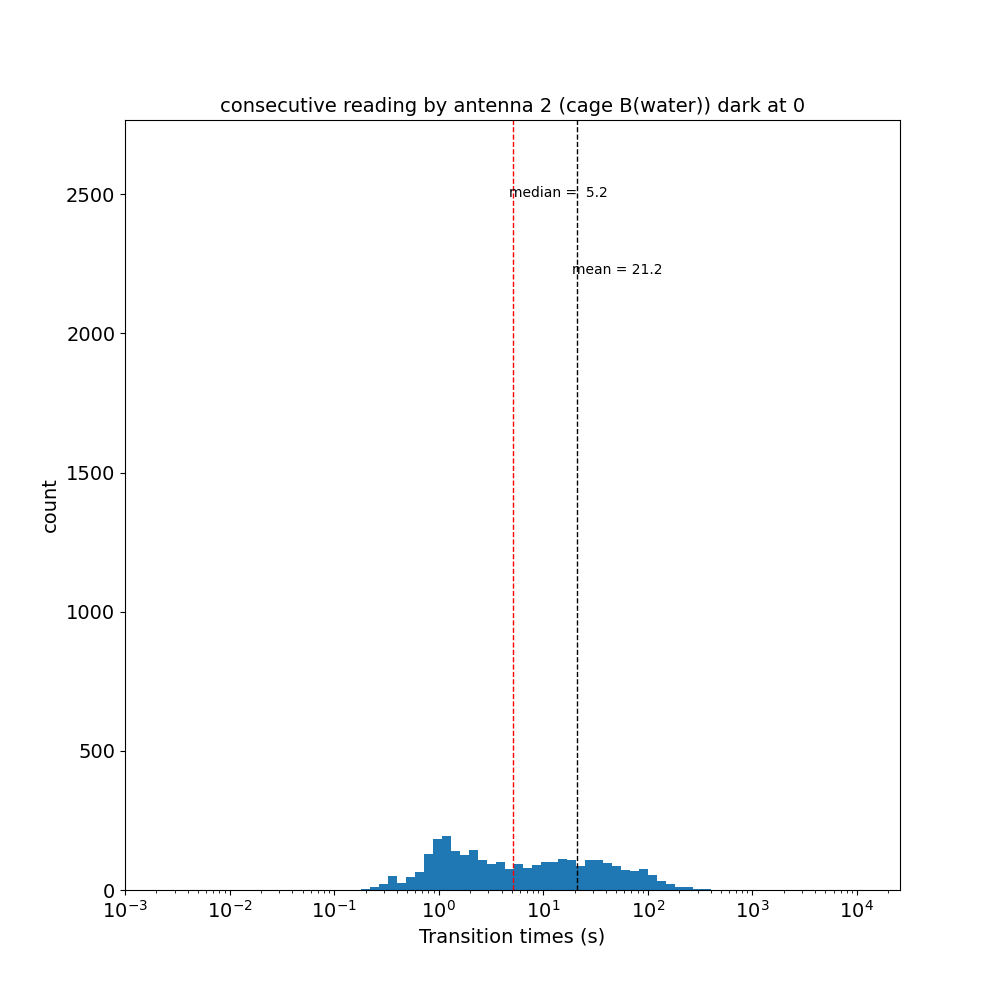 consecutive reading by antenna 2 (cage B(water)) dark at 0
2500
median =  5.2
mean = 21.2
2000
1500
count
1000
500
0
10⁻³ 10⁻² 10⁻¹ 10⁰ 10¹ 10² 10³ 10⁴
Transition times (s)